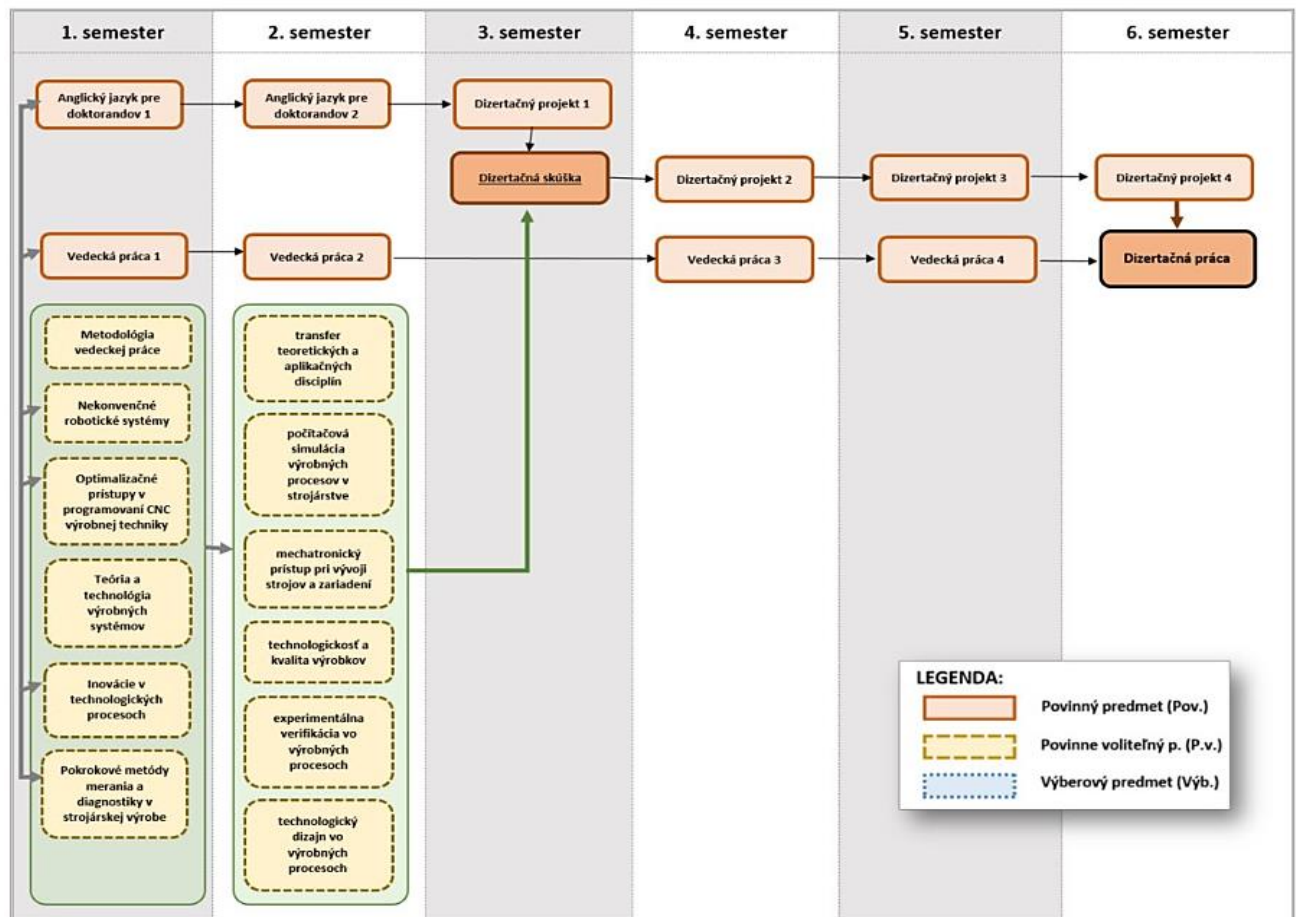 1. semester
2. semester
3. semester
4. semester
5. semester
6. semester
Anglický jazyk pre
doktorandov 1
Anglický jazyk pre
doktorandov 2
Dizertačný projekt 1
Dizertačná skúška
Dizertačný projekt 2
Dizertačný projekt 3
Dizertačný projekt 4
Vedecká práca 1
Vedecká práca 2
Vedecká práca 3
Vedecká práca 4
Dizertačná práca
Metodológia
vedeckej práce
Nekonvenčné
robotické systémy
Optimalizačné
prístupy v
programovaní CNC
výrobnej techniky
Teória a
technológia
výrobných
systémov
Inovácie v
technologických
procesoch
Pokrokové metódy
merania a
diagnostiky v
strojárskej výrobe
transfer
teoretických a
aplikačných
disciplín
počítačová
simulácia
výrobných
procesov v
strojárstve
mechatronický
prístup pri vývoji
strojov a zariadení
technologickosť a
kvalita výrobkov
experimentálna
verifikácia vo
výrobných
procesoch
technologický
dizajn vo
výrobných
procesoch
LEGENDA:
Povinný predmet (Pov.)
Povinne voliteľný p. (P.v.)
Výberový predmet (Výb.)